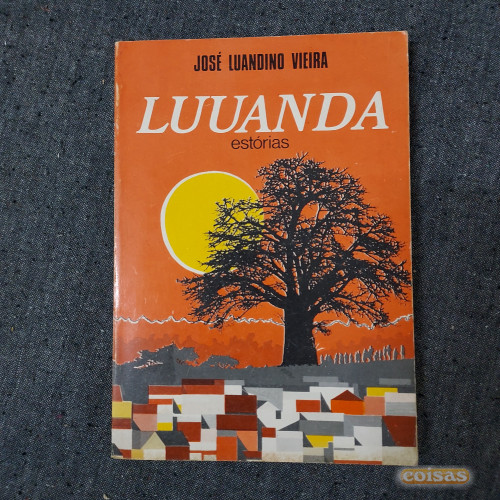 JOSÉ LUANDINO VIEIRA
LUUANDA
estórias
coisas